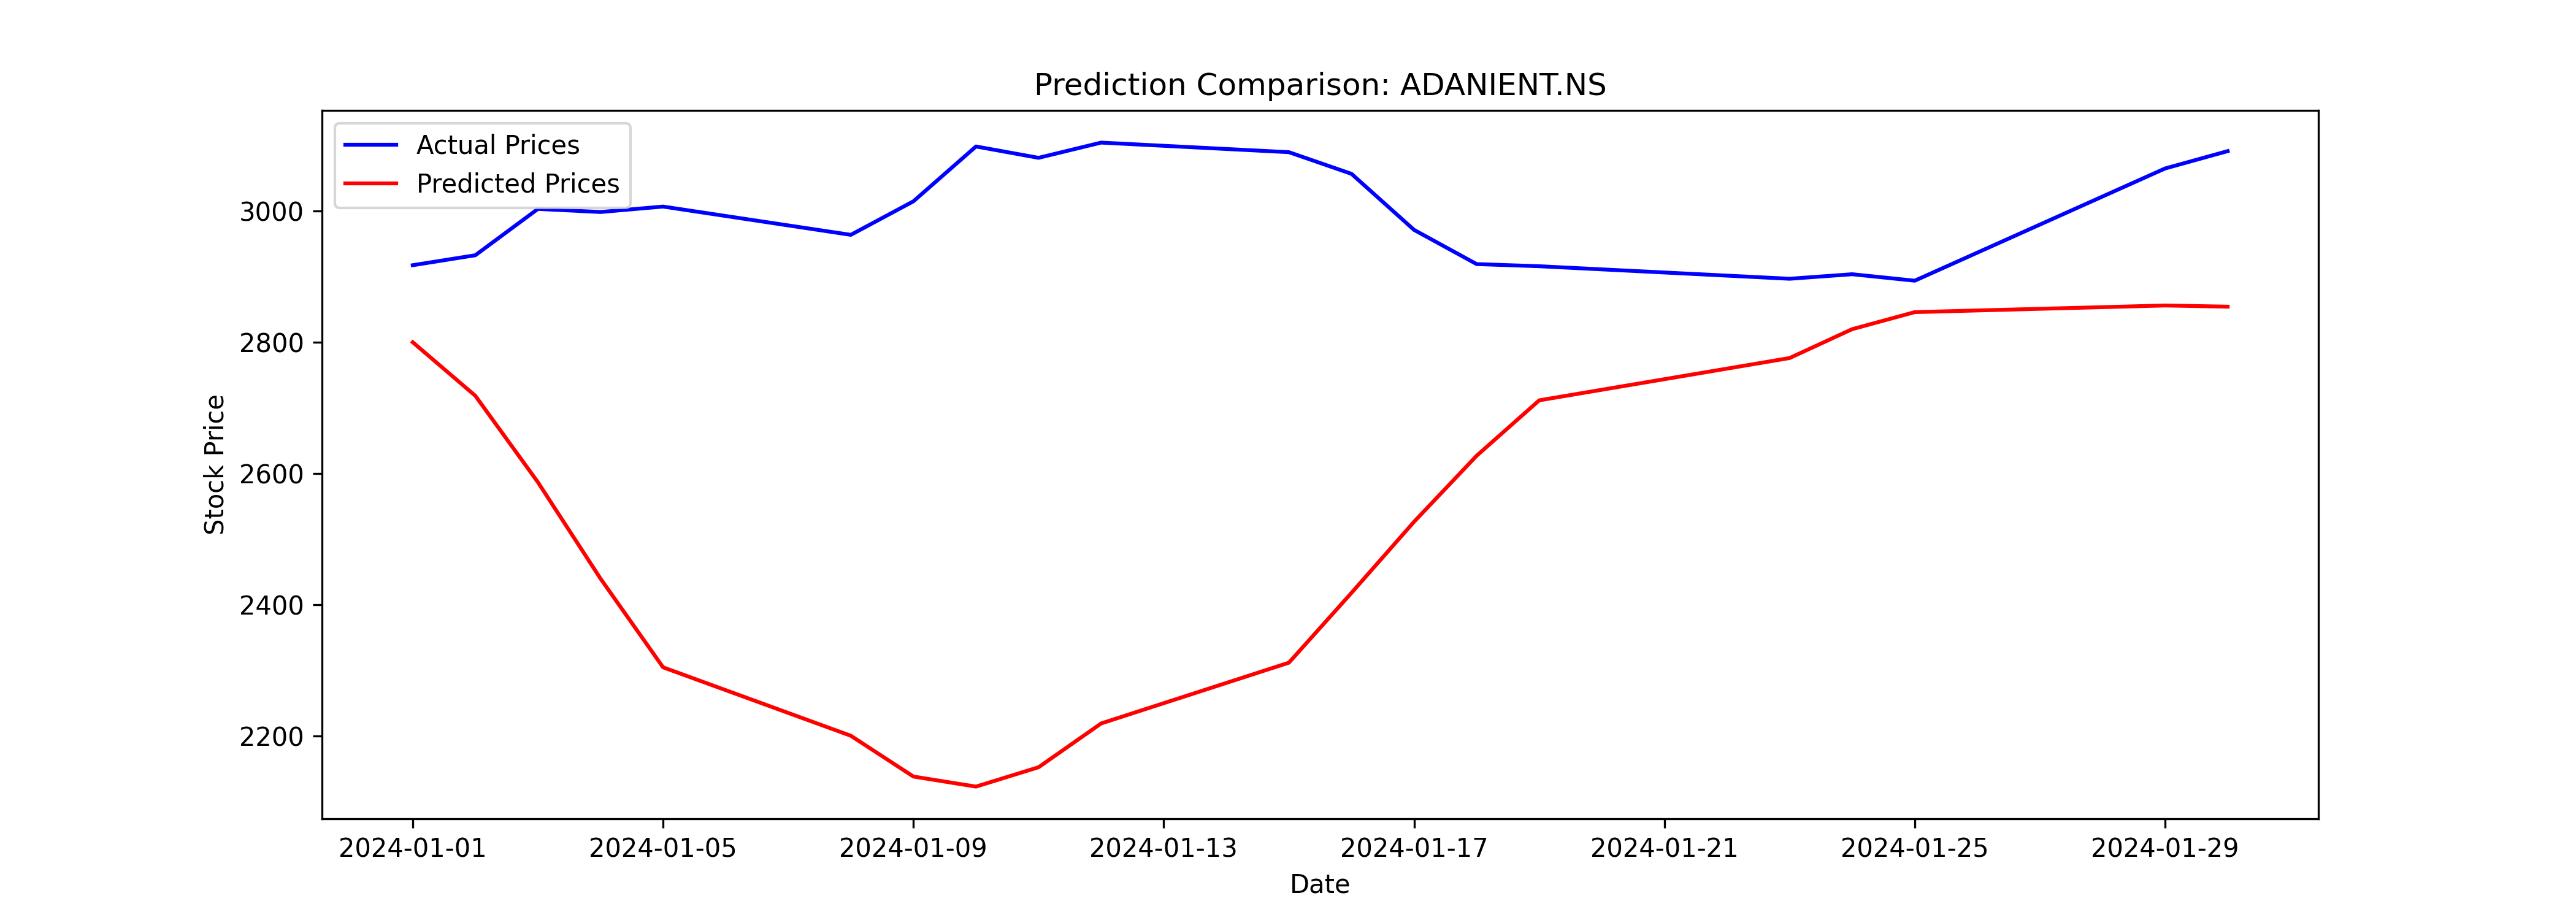 Prediction Comparison: ADANIENT.NS
Actual Prices
Predicted Prices
Stock Price
3000
2800
2600
2400
2200
2024-01-01 2024-01-05 2024-01-09 2024-01-13 2024-01-17 2024-01-21 2024-01-25 2024-01-29
Date